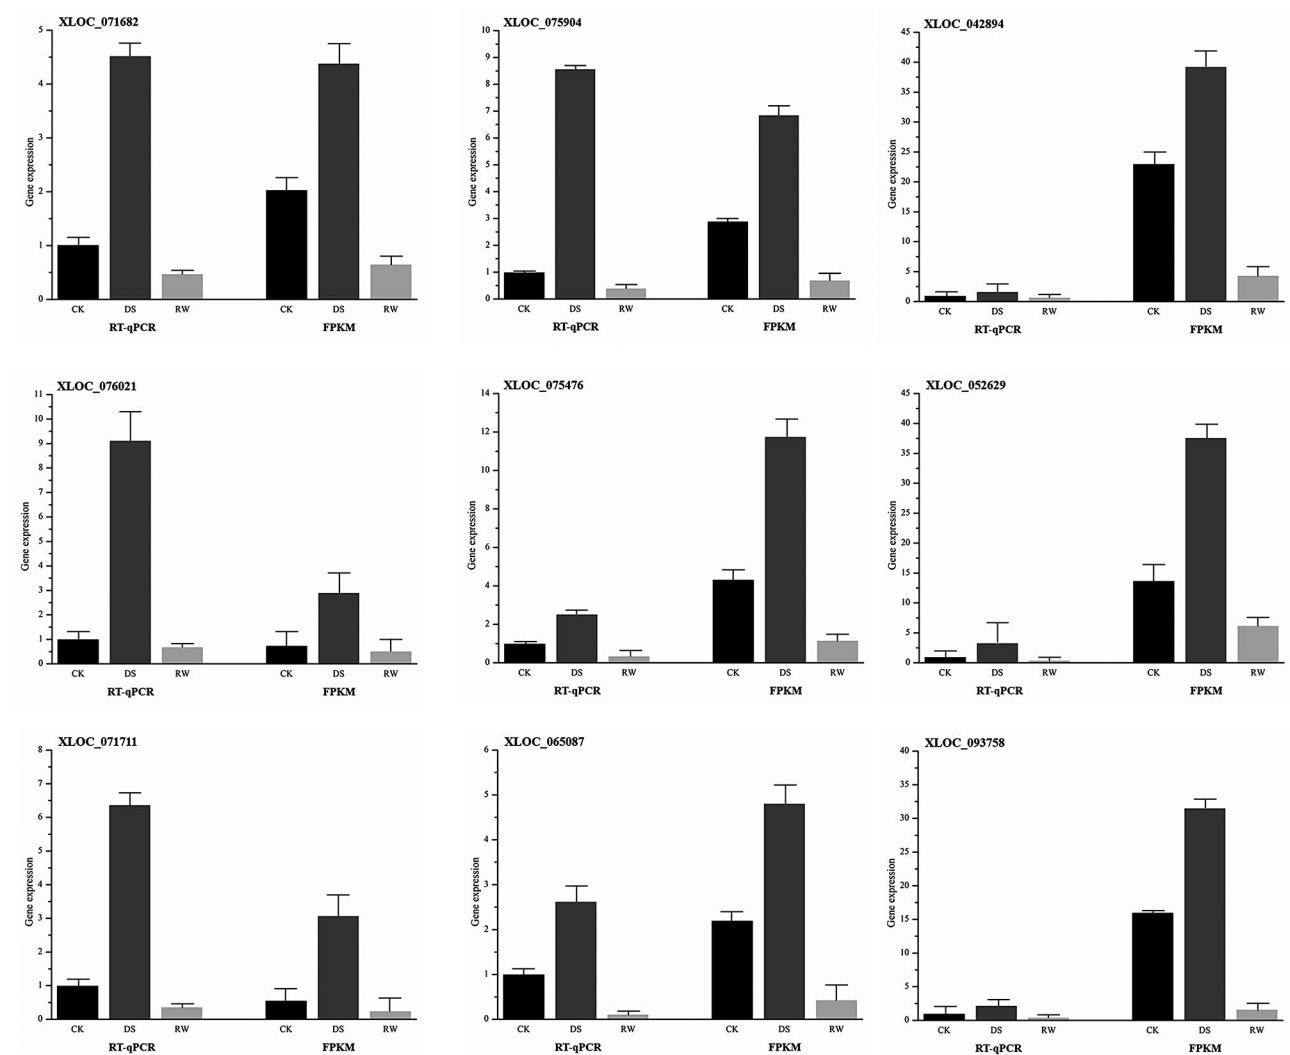 XLOC_071682
5
4
3
2
1
0
Gene expression
CK DS RW CK DS RW
RT-qPCR FPKM
XLOC_075904
10
9
8
7
6
5
4
3
2
1
0
Gene expression
CK DS RW CK DS RW
RT-qPCR FPKM
XLOC_042894
45
40
35
30
25
20
15
10
5
0
Gene expression
CK DS RW CK DS RW
RT-qPCR FPKM
XLOC_076021
11
10
9
8
7
6
5
4
3
2
1
0
Gene expression
CK DS RW CK DS RW
RT-qPCR FPKM
XLOC_075476
14
12
10
8
6
4
2
0
Gene expression
CK DS RW CK DS RW
RT-qPCR FPKM
XLOC_052629
45
40
35
30
25
20
15
10
5
0
Gene expression
CK DS RW CK DS RW
RT-qPCR FPKM
XLOC_071711
8
7
6
5
4
3
2
1
0
Gene expression
CK DS RW CK DS RW
RT-qPCR FPKM
XLOC_065087
6
5
4
3
2
1
0
Gene expression
CK DS RW CK DS RW
RT-qPCR FPKM
XLOC_093758
40
35
30
25
20
15
10
5
0
Gene expression
CK DS RW CK DS RW
RT-qPCR FPKM